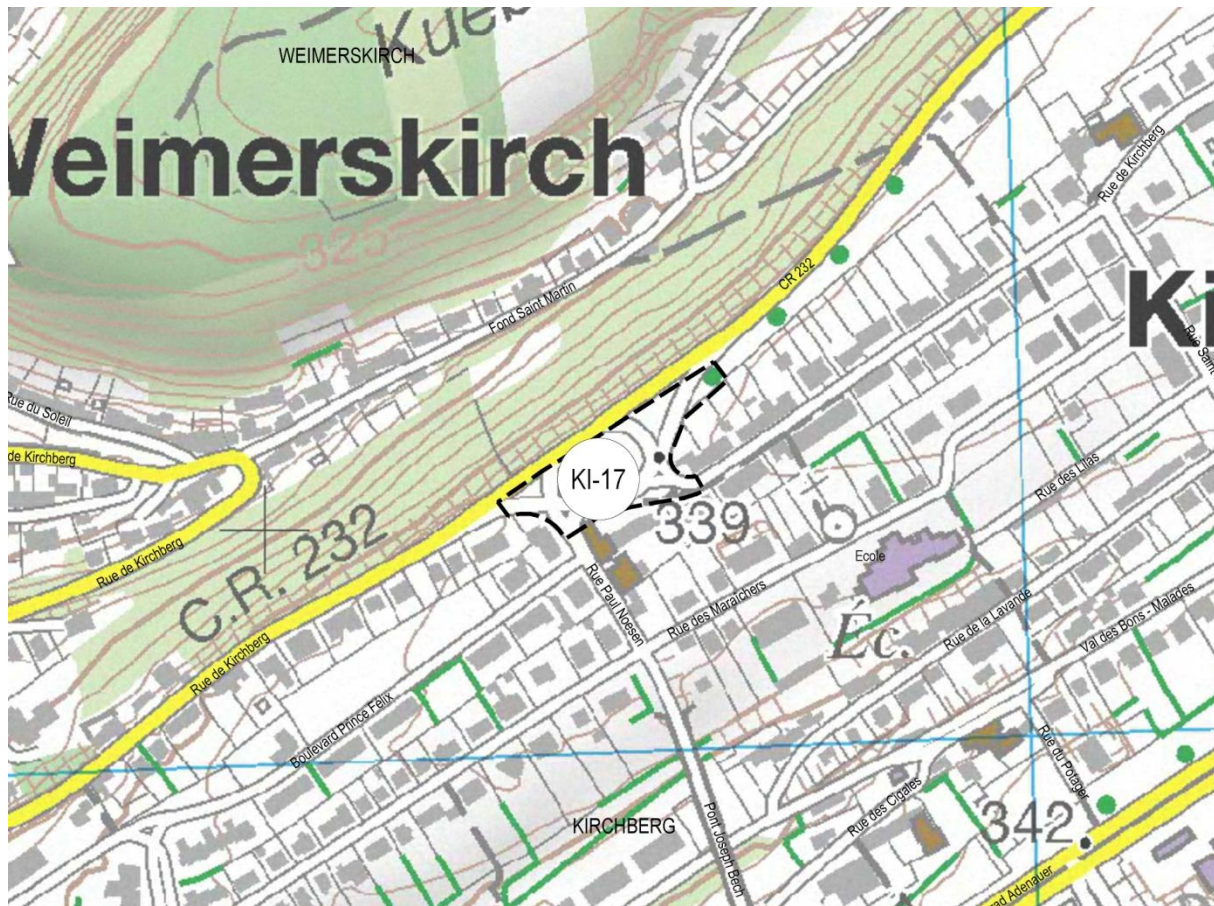 WEIMERSKIRCH
Weimerskirch
Rue de Kirchberg
325
CR 232
Fond Saint Martin
Rue du Soleil
de Kirchberg
KI-17
Rue des Lilas
339
C.R. 232
Ecole
Rue de Kirchberg
Rue Paul Noesen
Rue des Maraîchers
Éc.
Rue de la Lavande
Val des Bons - Malades
Rue de Kirchberg
Boulevard Prince Félix
Rue du Potager
KIRCHBERG
Rue des Cigales
342
Pont Joseph Bech
rad Adenauer